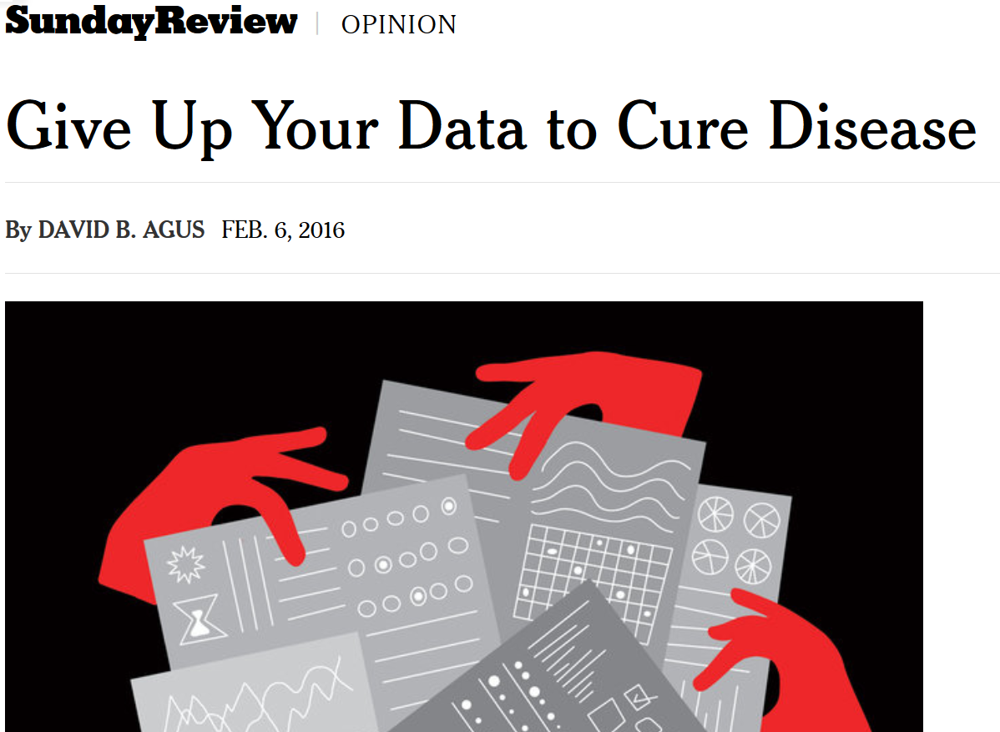 SundayReview | OPINION
Give Up Your Data to Cure Disease
By DAVID B. AGUS FEB. 6, 2016